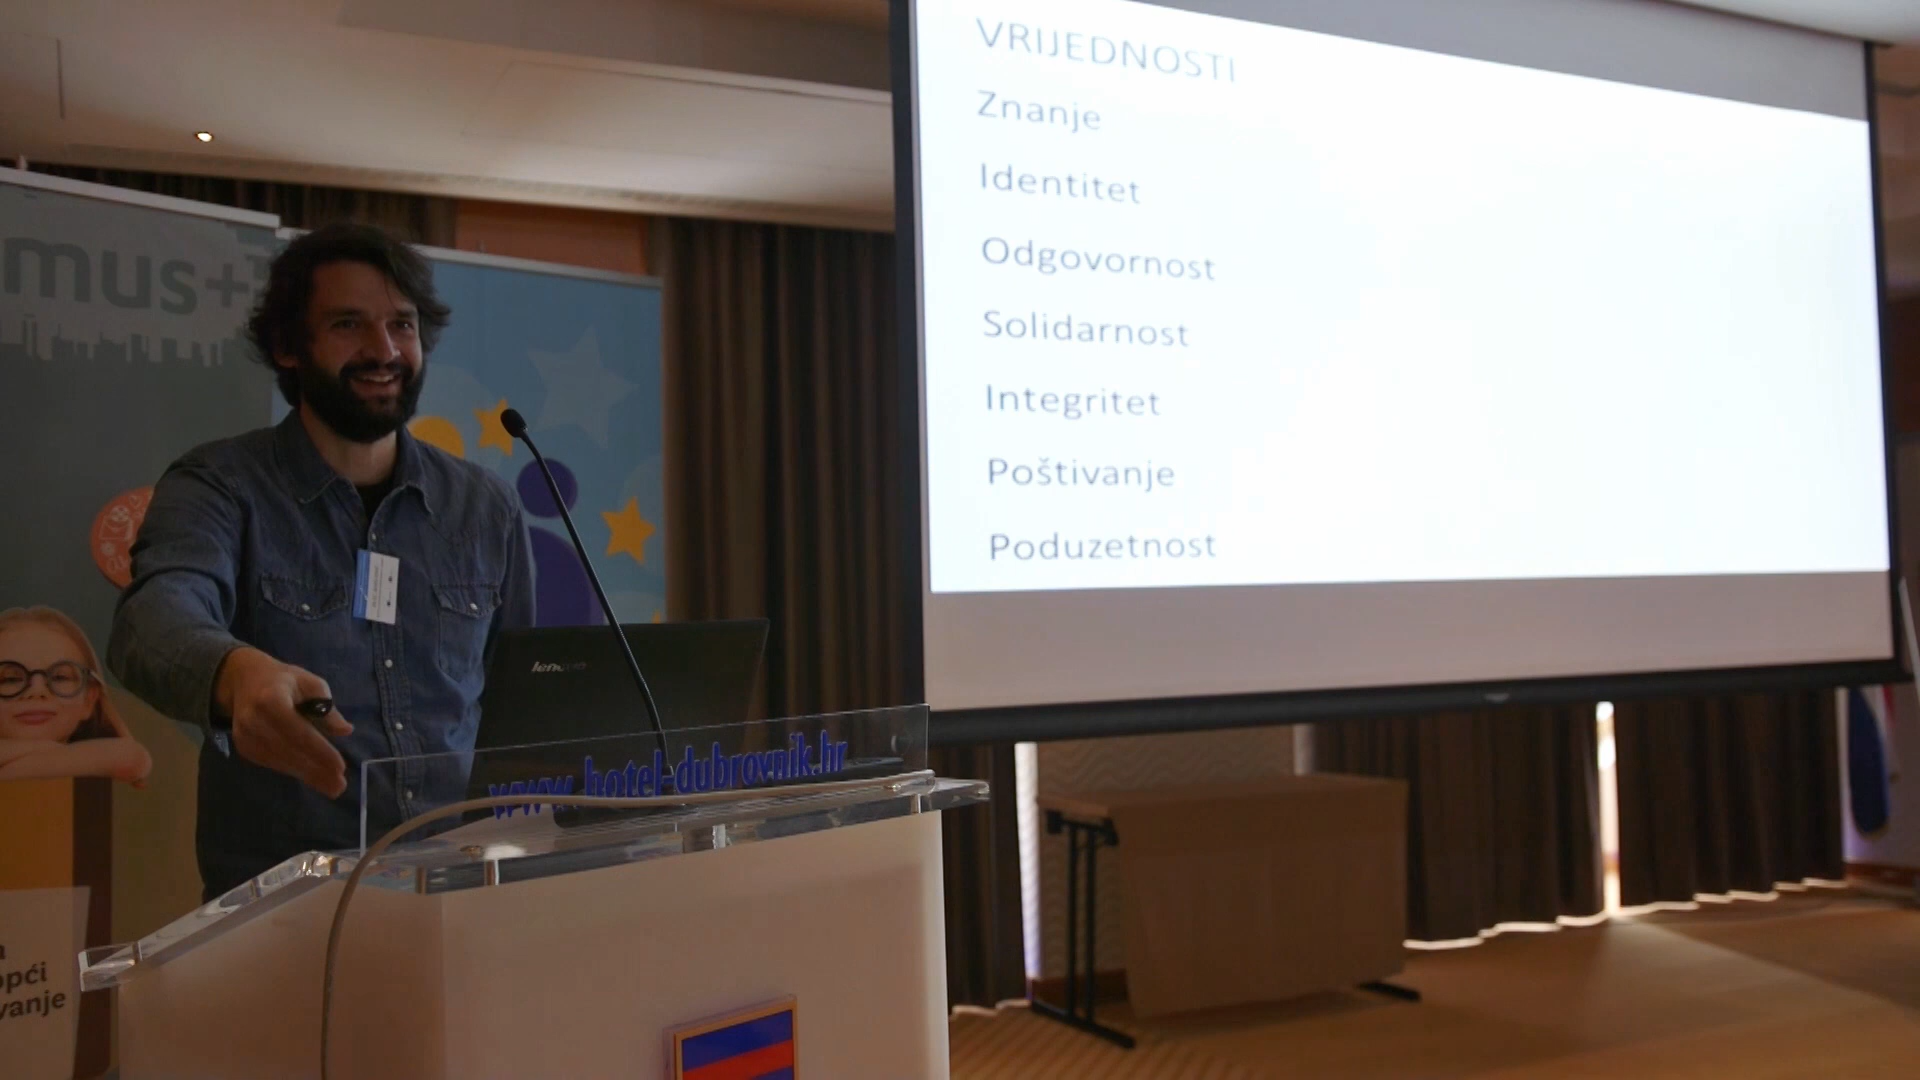 VRIJEDNOSTI
Znanje
Identitet
Odgovornost
Solidarnost
Integritet
Poštivanje
Poduzetnost
mus+
lenovo
www.hotel-dubrovnik.hr
a
opći
vanje